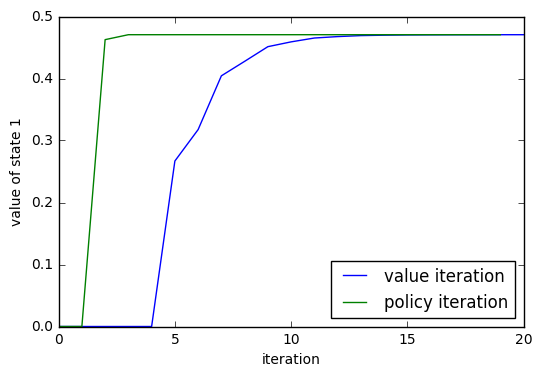 0.5
0.4
0.3
0.2
0.1
0.0
value of state 1
0
5
10
15
20
iteration
value iteration
policy iteration